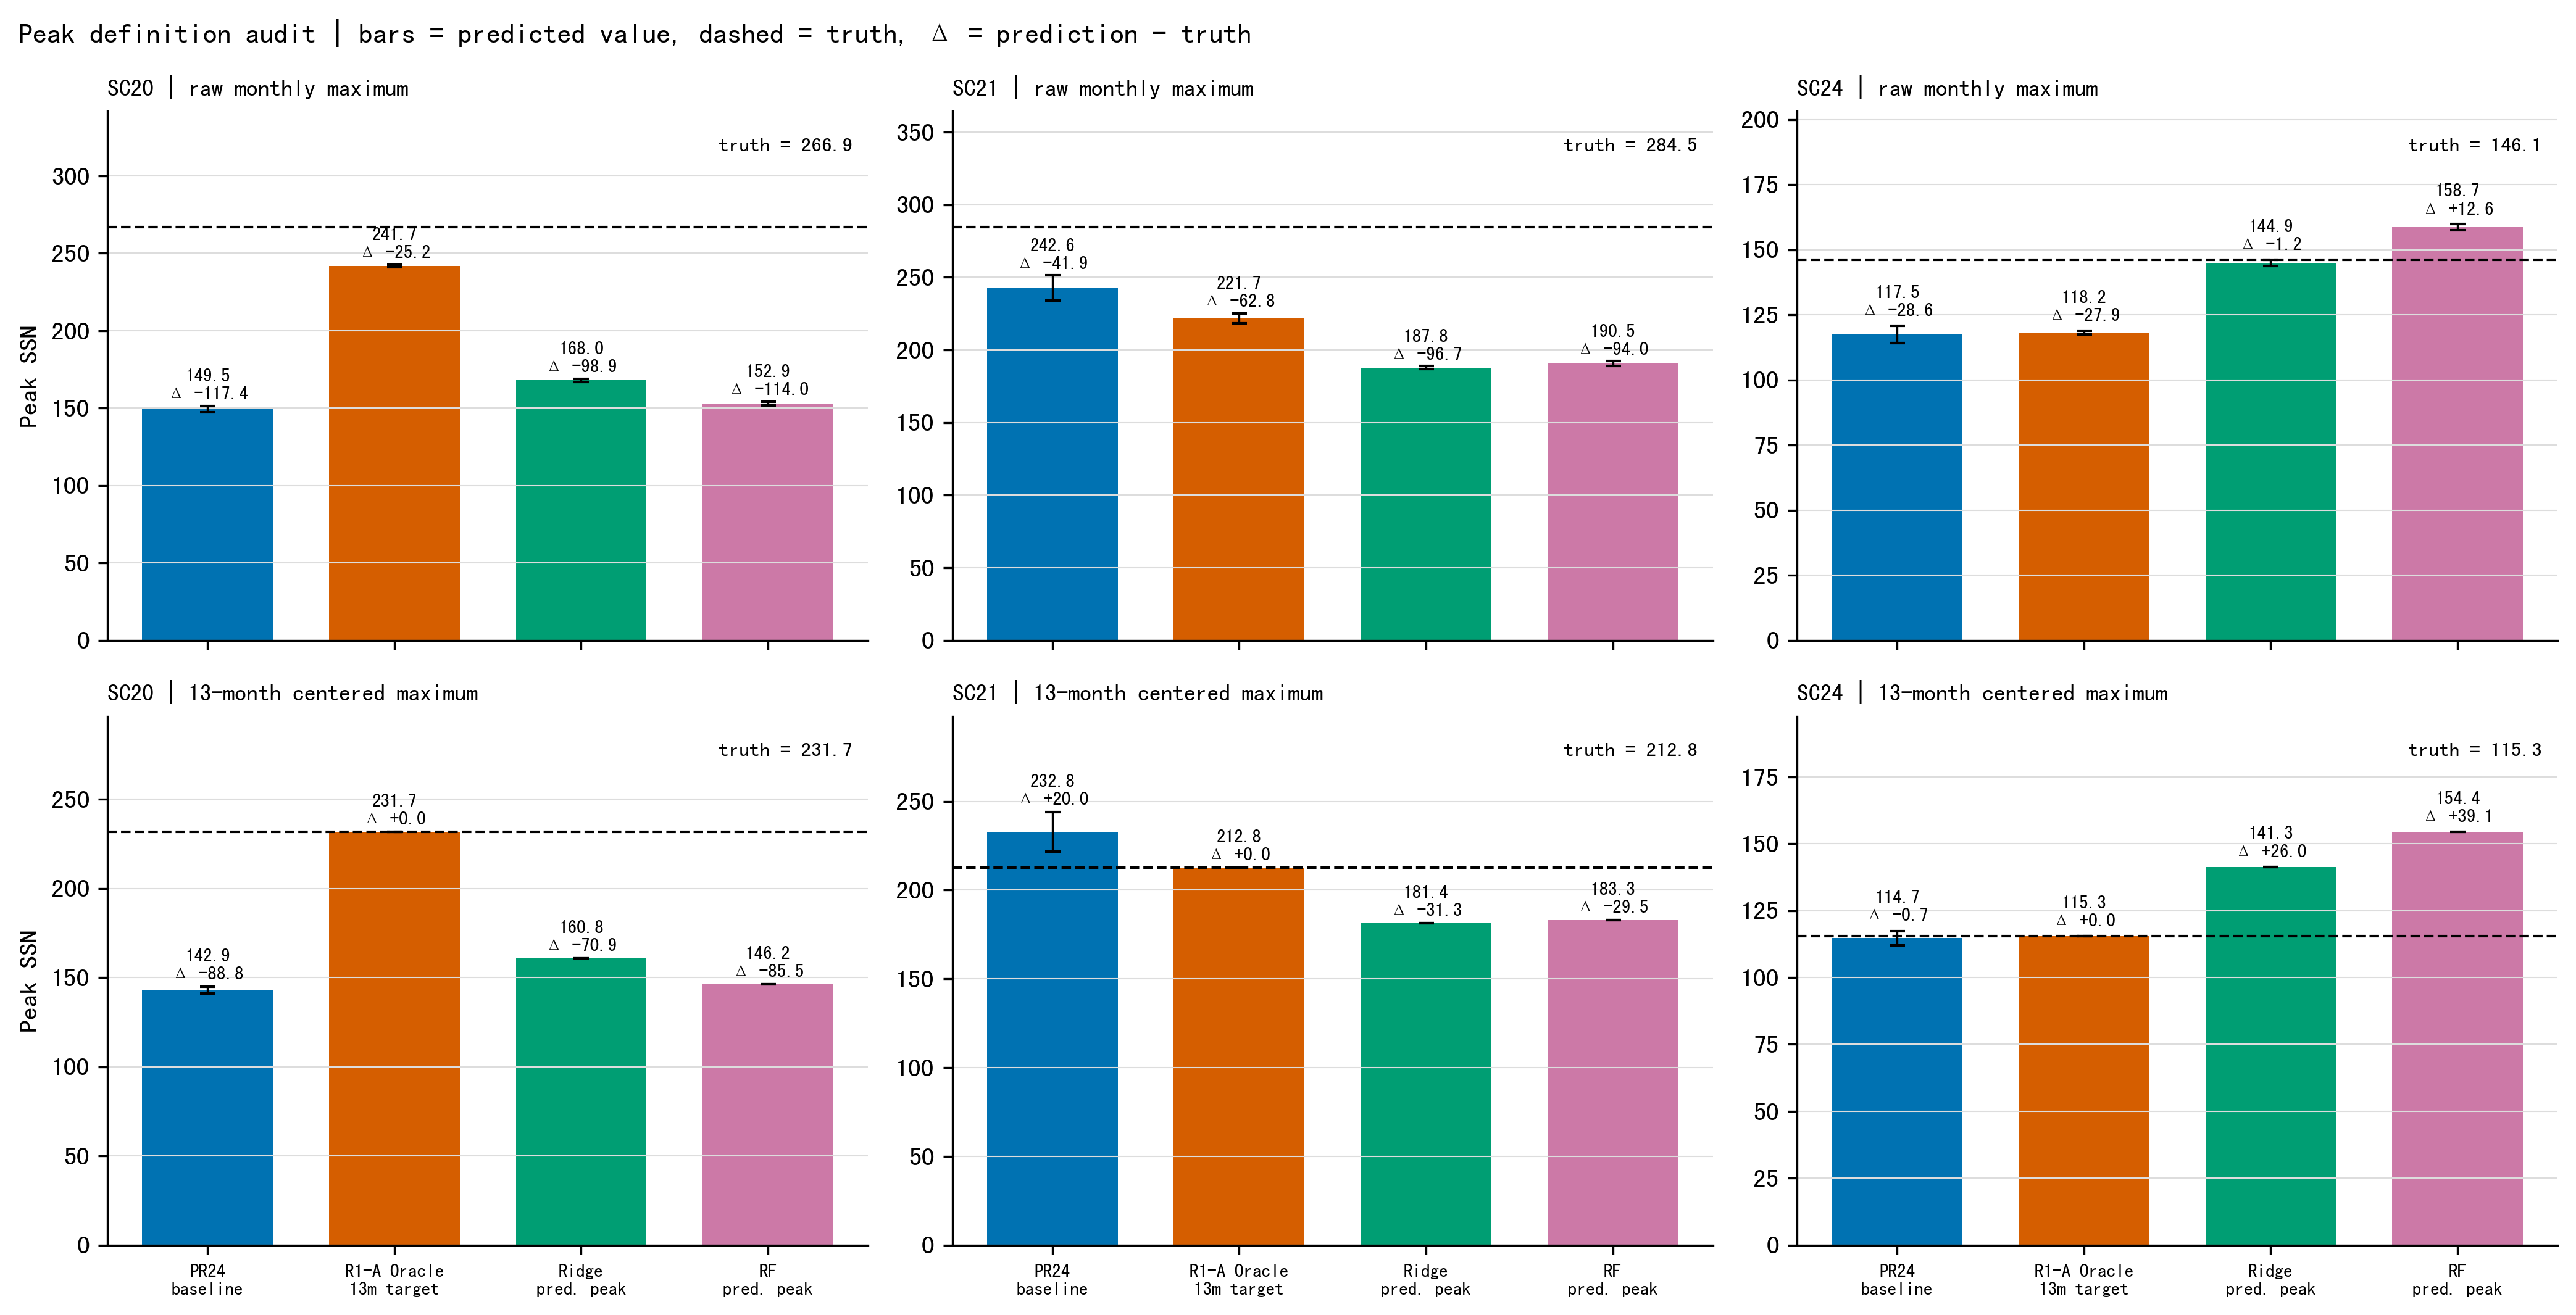 Peak definition audit | bars = predicted value, dashed = truth, Δ = prediction - truth
SC20 | raw monthly maximum
truth = 266.9
Peak SSN
300
250
200
150
100
50
0
149.5
Δ -117.4
241.7
Δ -25.2
168.0
Δ -98.9
152.9
Δ -114.0
SC21 | raw monthly maximum
truth = 284.5
350
300
250
200
150
100
50
0
242.6
Δ -41.9
221.7
Δ -62.8
187.8
Δ -96.7
190.5
Δ -94.0
SC24 | raw monthly maximum
truth = 146.1
200
175
150
125
100
75
50
25
0
117.5
Δ -28.6
118.2
Δ -27.9
144.9
Δ -1.2
158.7
Δ +12.6
SC20 | 13-month centered maximum
truth = 231.7
Peak SSN
250
200
150
100
50
0
142.9
Δ -88.8
231.7
Δ +0.0
160.8
Δ -70.9
146.2
Δ -85.5
PR24
baseline
R1-A Oracle
13m target
Ridge
pred. peak
RF
pred. peak
SC21 | 13-month centered maximum
truth = 212.8
250
200
150
100
50
0
232.8
Δ +20.0
212.8
Δ +0.0
181.4
Δ -31.3
183.3
Δ -29.5
PR24
baseline
R1-A Oracle
13m target
Ridge
pred. peak
RF
pred. peak
SC24 | 13-month centered maximum
truth = 115.3
175
150
125
100
75
50
25
0
114.7
Δ -0.7
115.3
Δ +0.0
141.3
Δ +26.0
154.4
Δ +39.1
PR24
baseline
R1-A Oracle
13m target
Ridge
pred. peak
RF
pred. peak